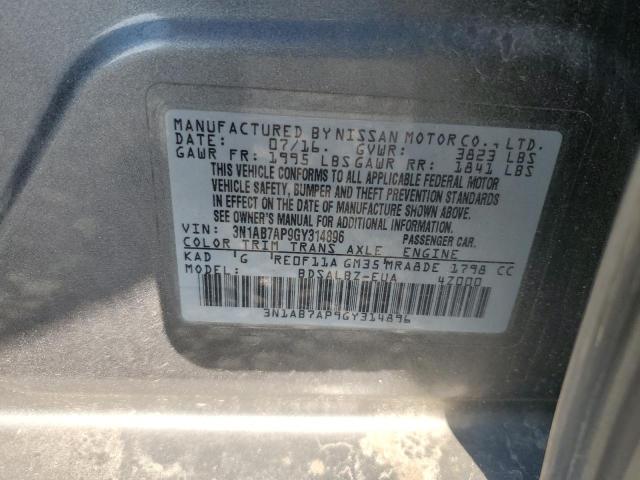 MANUFACTURED BY NISSAN MOTOR CO., LTD.
DATE: 07/16. GVWR: 3823 LBS
GAWR FR: 1995 LBS GAWR RR: 1841 LBS
THIS VEHICLE CONFORMS TO ALL APPLICABLE FEDERAL MOTOR
VEHICLE SAFETY, BUMPER AND THEFT PREVENTION STANDARDS
IN EFFECT ON THE DATE OF MANUFACTURE SHOWN ABOVE.
SEE OWNER'S MANUAL FOR ADDITIONAL INFORMATION
VIN: 3N1AB7AP9GY314896 PASSENGER CAR.
COLOR TRIM TRANS AXLE ENGINE
KAD G RE0F11A GM35 MRA8DE 1798 CC
MODEL: BDSALBZ-EUA 47000
3N1AB7AP9GY314896